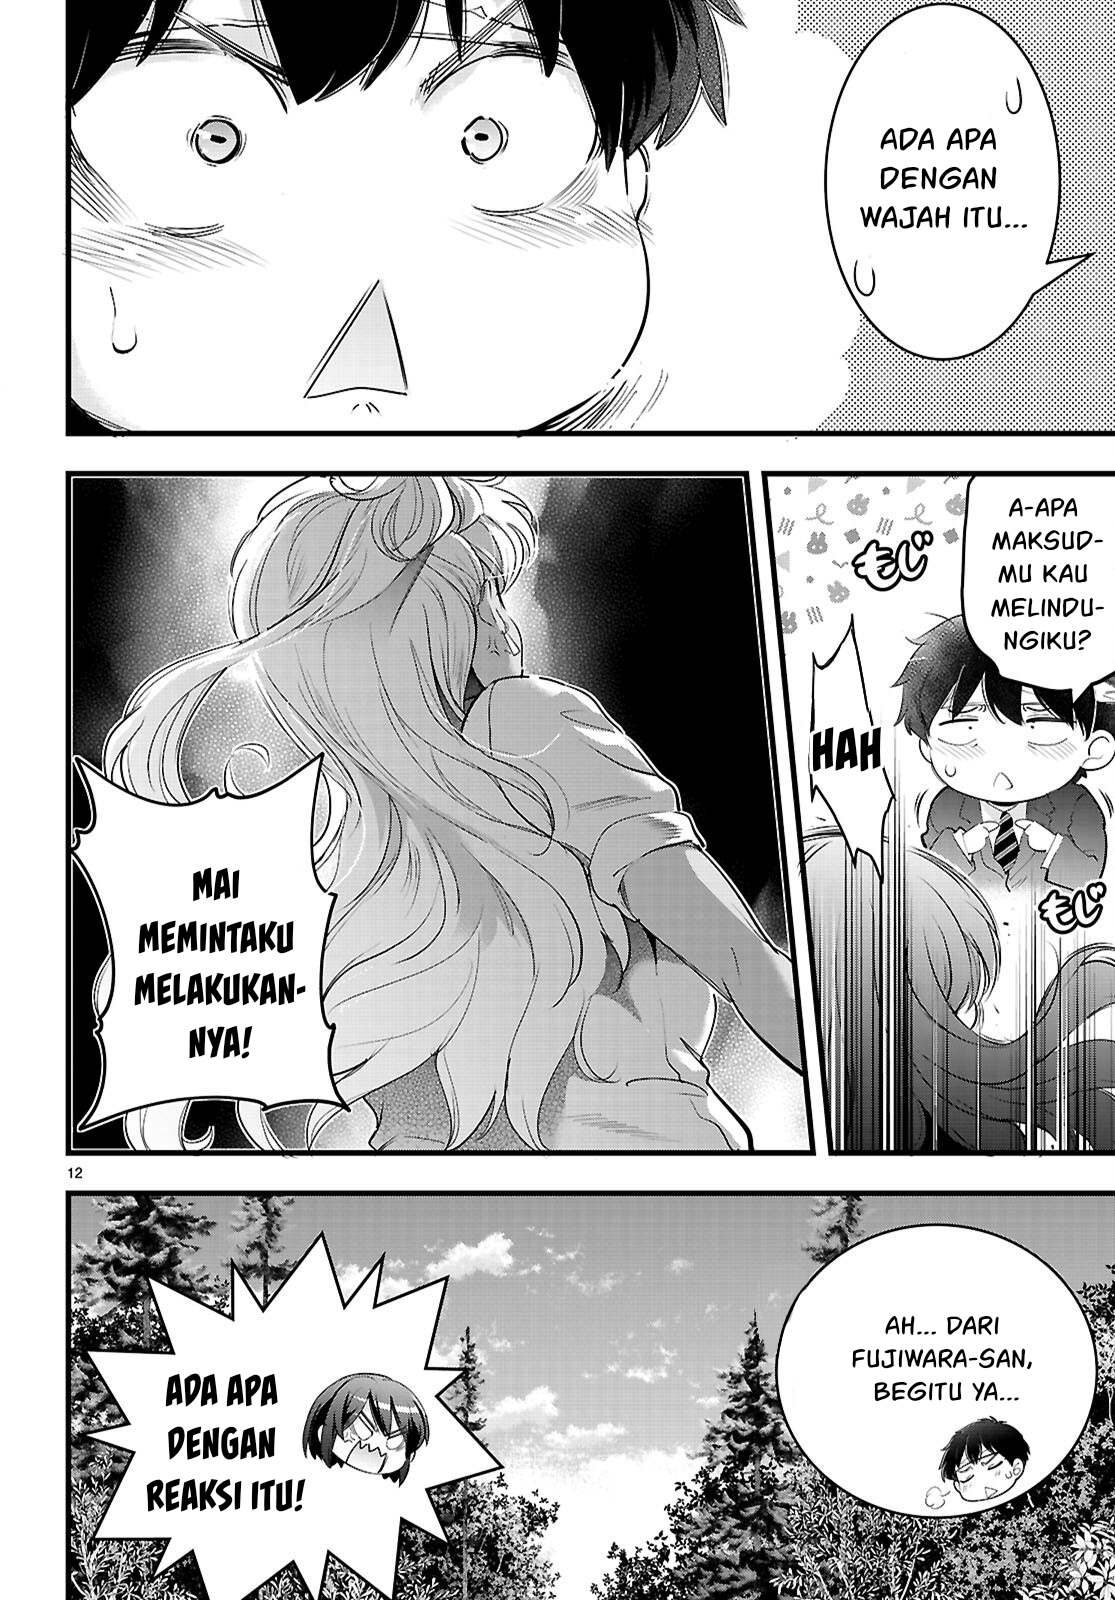 ADA APA
DENGAN
WAJAH ITU...
A-APA
MAKSUD-
MU KAU
MELINDU-
NGIKU?
もじ
HAH
もじ
MAI
MEMINTAKU
MELAKUKAN-
NYA!
12
AH... DARI
FUJIWARA-SAN,
BEGITU YA...
ADA APA
DENGAN
REAKSI ITU!